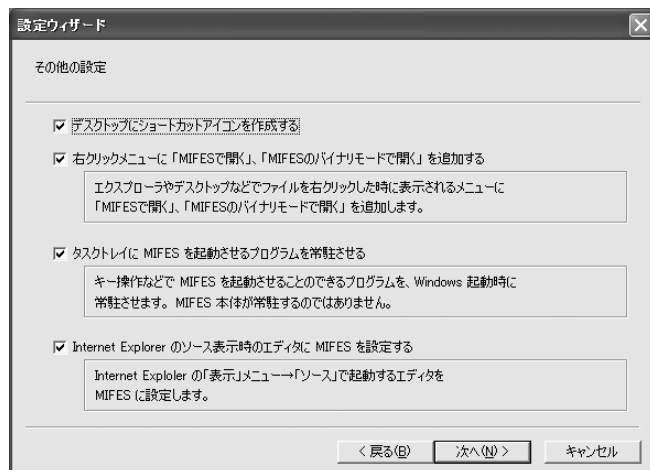 設定ウィザード
その他の設定
デスクトップにショートカットアイコンを作成する
右クリックメニューに「MIFESで開く」、「MIFESのバイナリモードで開く」を追加する
エクスプローラやデスクトップなどでファイルを右クリックした時に表示されるメニューに
「MIFESで開く」、「MIFESのバイナリモードで開く」を追加します。
タスクトレイに MIFES を起動させるプログラムを常駐させる
キー操作などで MIFES を起動させることのできるプログラムを、Windows 起動時に
常駐させます。MIFES 本体が常駐するのではありません。
Internet Explorer のソース表示時のエディタに MIFES を設定する
Internet Exploler の「表示」メニュー→「ソース」で起動するエディタを
MIFES に設定します。
< 戻る(B) 次へ(N) > キャンセル